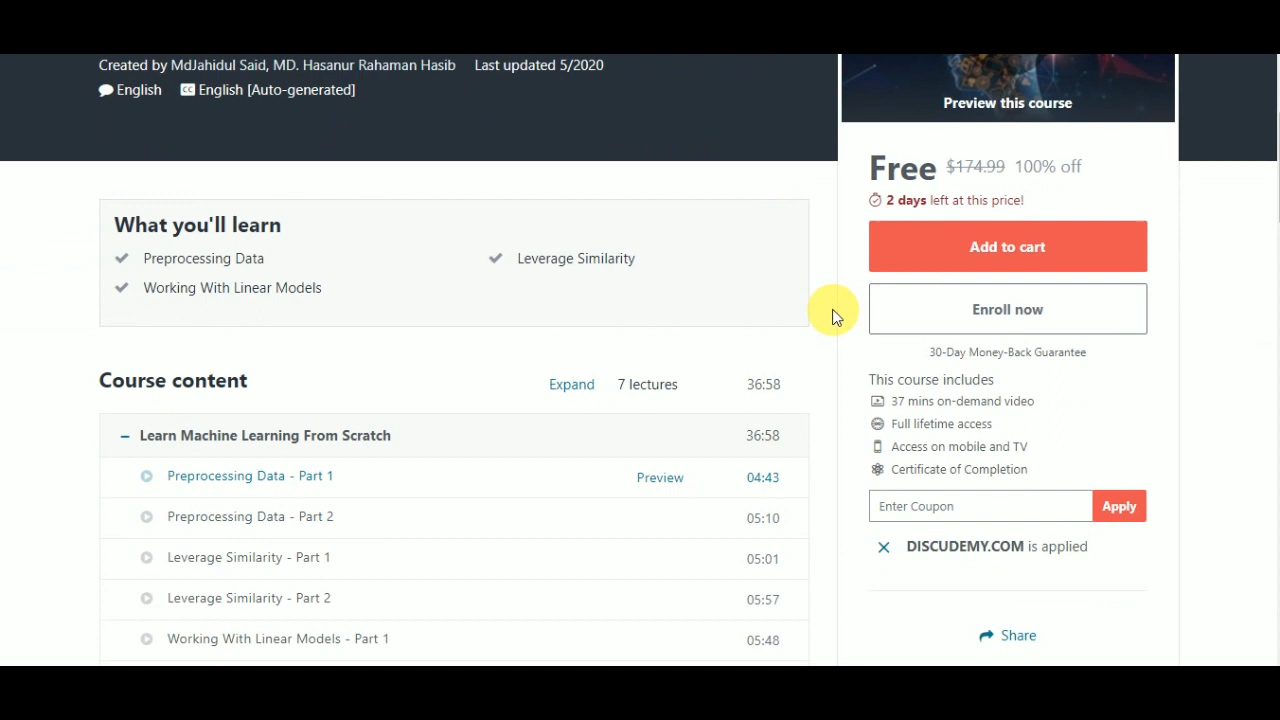 Created by MdJahidul Said, MD. Hasanur Rahaman Hasib Last updated 5/2020
English CC English [Auto-generated]
Preview this course
Free $174.99 100% off
2 days left at this price!
Add to cart
Enroll now
30-Day Money-Back Guarantee
This course includes
37 mins on-demand video
Full lifetime access
Access on mobile and TV
Certificate of Completion
Enter Coupon Apply
DISCUDEMY.COM is applied
Share
What you'll learn
Preprocessing Data Leverage Similarity
Working With Linear Models
Course content Expand 7 lectures 36:58
Learn Machine Learning From Scratch 36:58
Preprocessing Data - Part 1 Preview 04:43
Preprocessing Data - Part 2 05:10
Leverage Similarity - Part 1 05:01
Leverage Similarity - Part 2 05:57
Working With Linear Models - Part 1 05:48